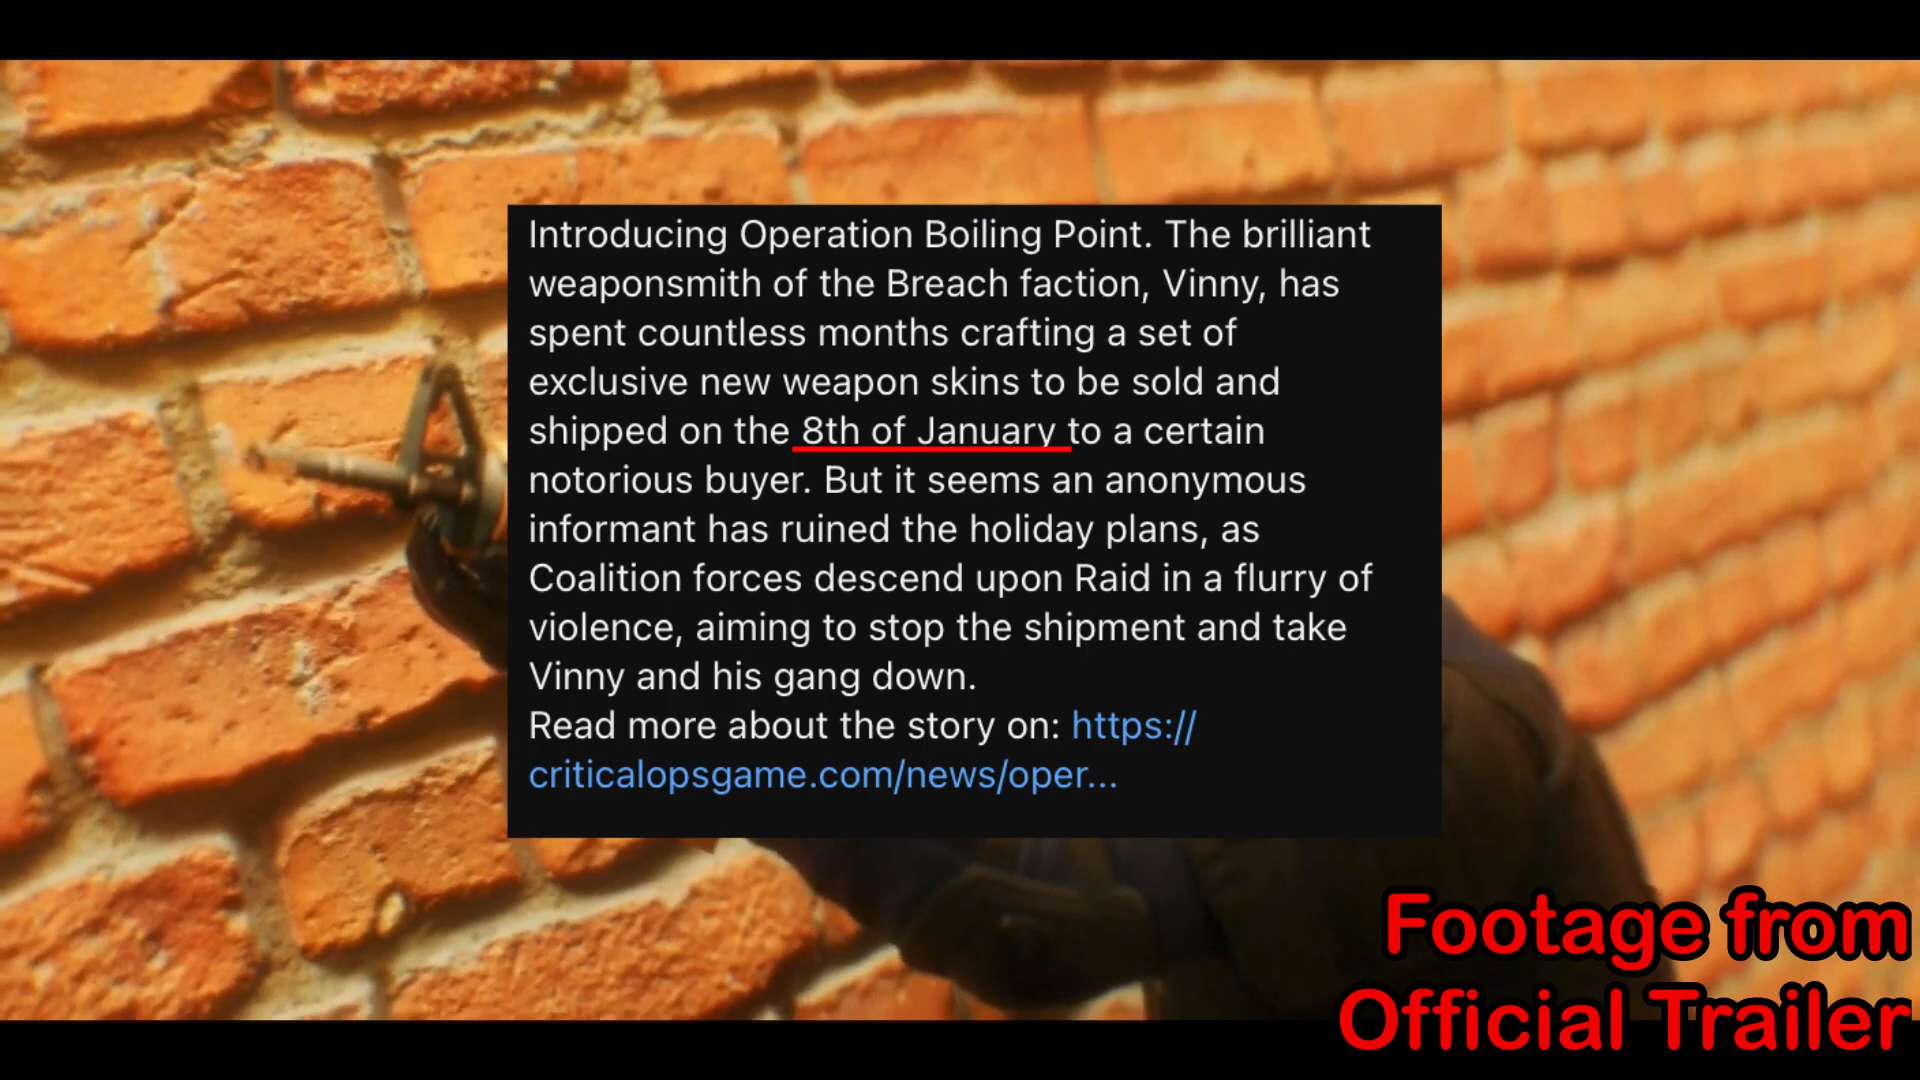 Introducing Operation Boiling Point. The brilliant
weaponsmith of the Breach faction, Vinny, has
spent countless months crafting a set of
exclusive new weapon skins to be sold and
shipped on the 8th of January to a certain
notorious buyer. But it seems an anonymous
informant has ruined the holiday plans, as
Coalition forces descend upon Raid in a flurry of
violence, aiming to stop the shipment and take
Vinny and his gang down.
Read more about the story on: https://
criticalopsgame.com/news/oper...
Footage from
Official Trailer